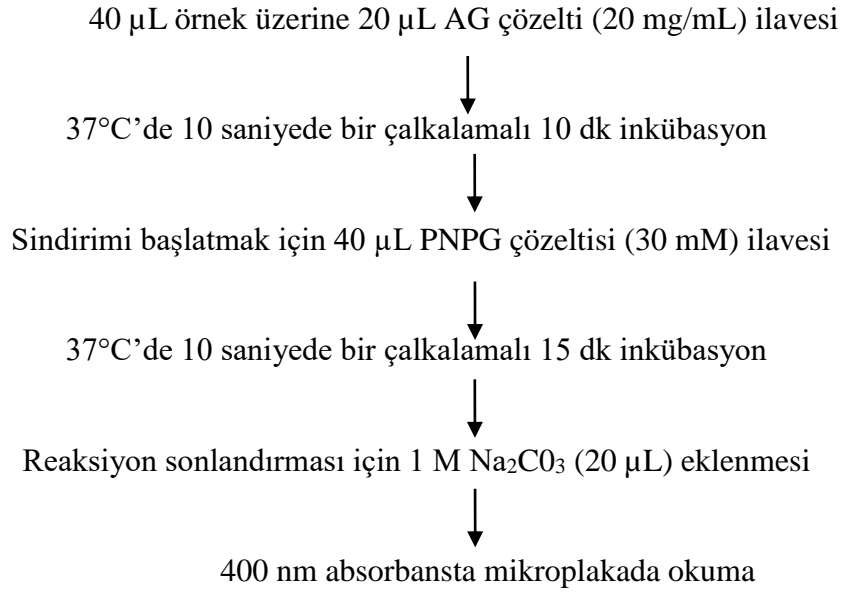 40 µL örnek üzerine 20 µL AG çözelti (20 mg/mL) ilavesi
37°C’de 10 saniyede bir çalkalamalı 10 dk inkübasyon
Sindirimi başlatmak için 40 µL PNPG çözeltisi (30 mM) ilavesi
37°C’de 10 saniyede bir çalkalamalı 15 dk inkübasyon
Reaksiyon sonlandırması için 1 M Na₂C0₃ (20 µL) eklenmesi
400 nm absorbansta mikroplakada okuma